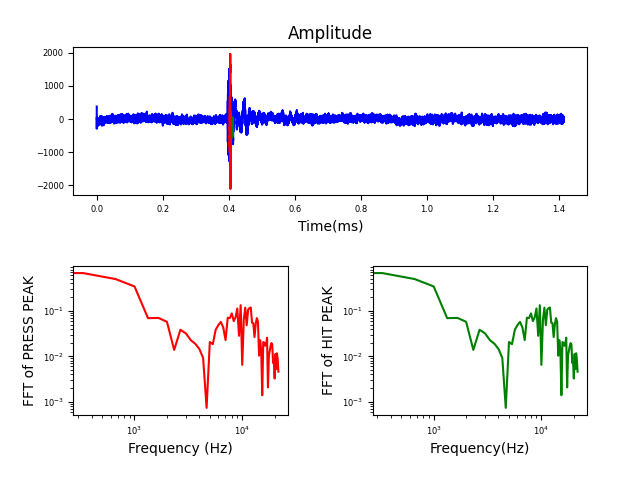 Amplitude
2000
1000
0
−1000
−2000
0.0 0.2 0.4 0.6 0.8 1.0 1.2 1.4
Time(ms)
FFT of PRESS PEAK
10⁻¹
10⁻²
10⁻³
10³ 10⁴
Frequency (Hz)
FFT of HIT PEAK
10⁻¹
10⁻²
10⁻³
10³ 10⁴
Frequency(Hz)